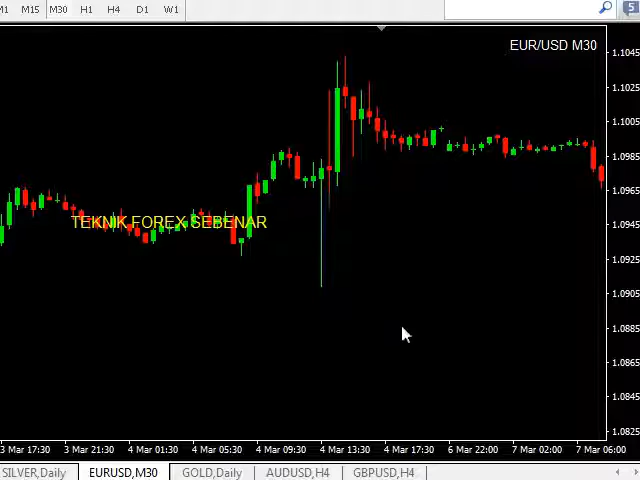 M1 M15 M30 H1 H4 D1 W1 5
EUR/USD M30
1.1045
1.1025
1.1005
1.0985
1.0965
TEKNIK FOREX SEBENAR
1.0945
1.0925
1.0905
1.0885
1.0865
1.0845
1.0825
3 Mar 17:30 3 Mar 21:30 4 Mar 01:30 4 Mar 05:30 4 Mar 09:30 4 Mar 13:30 4 Mar 17:30 6 Mar 22:00 7 Mar 02:00 7 Mar 06:00
SILVER,Daily EURUSD,M30 GOLD,Daily AUDUSD,H4 GBPUSD,H4